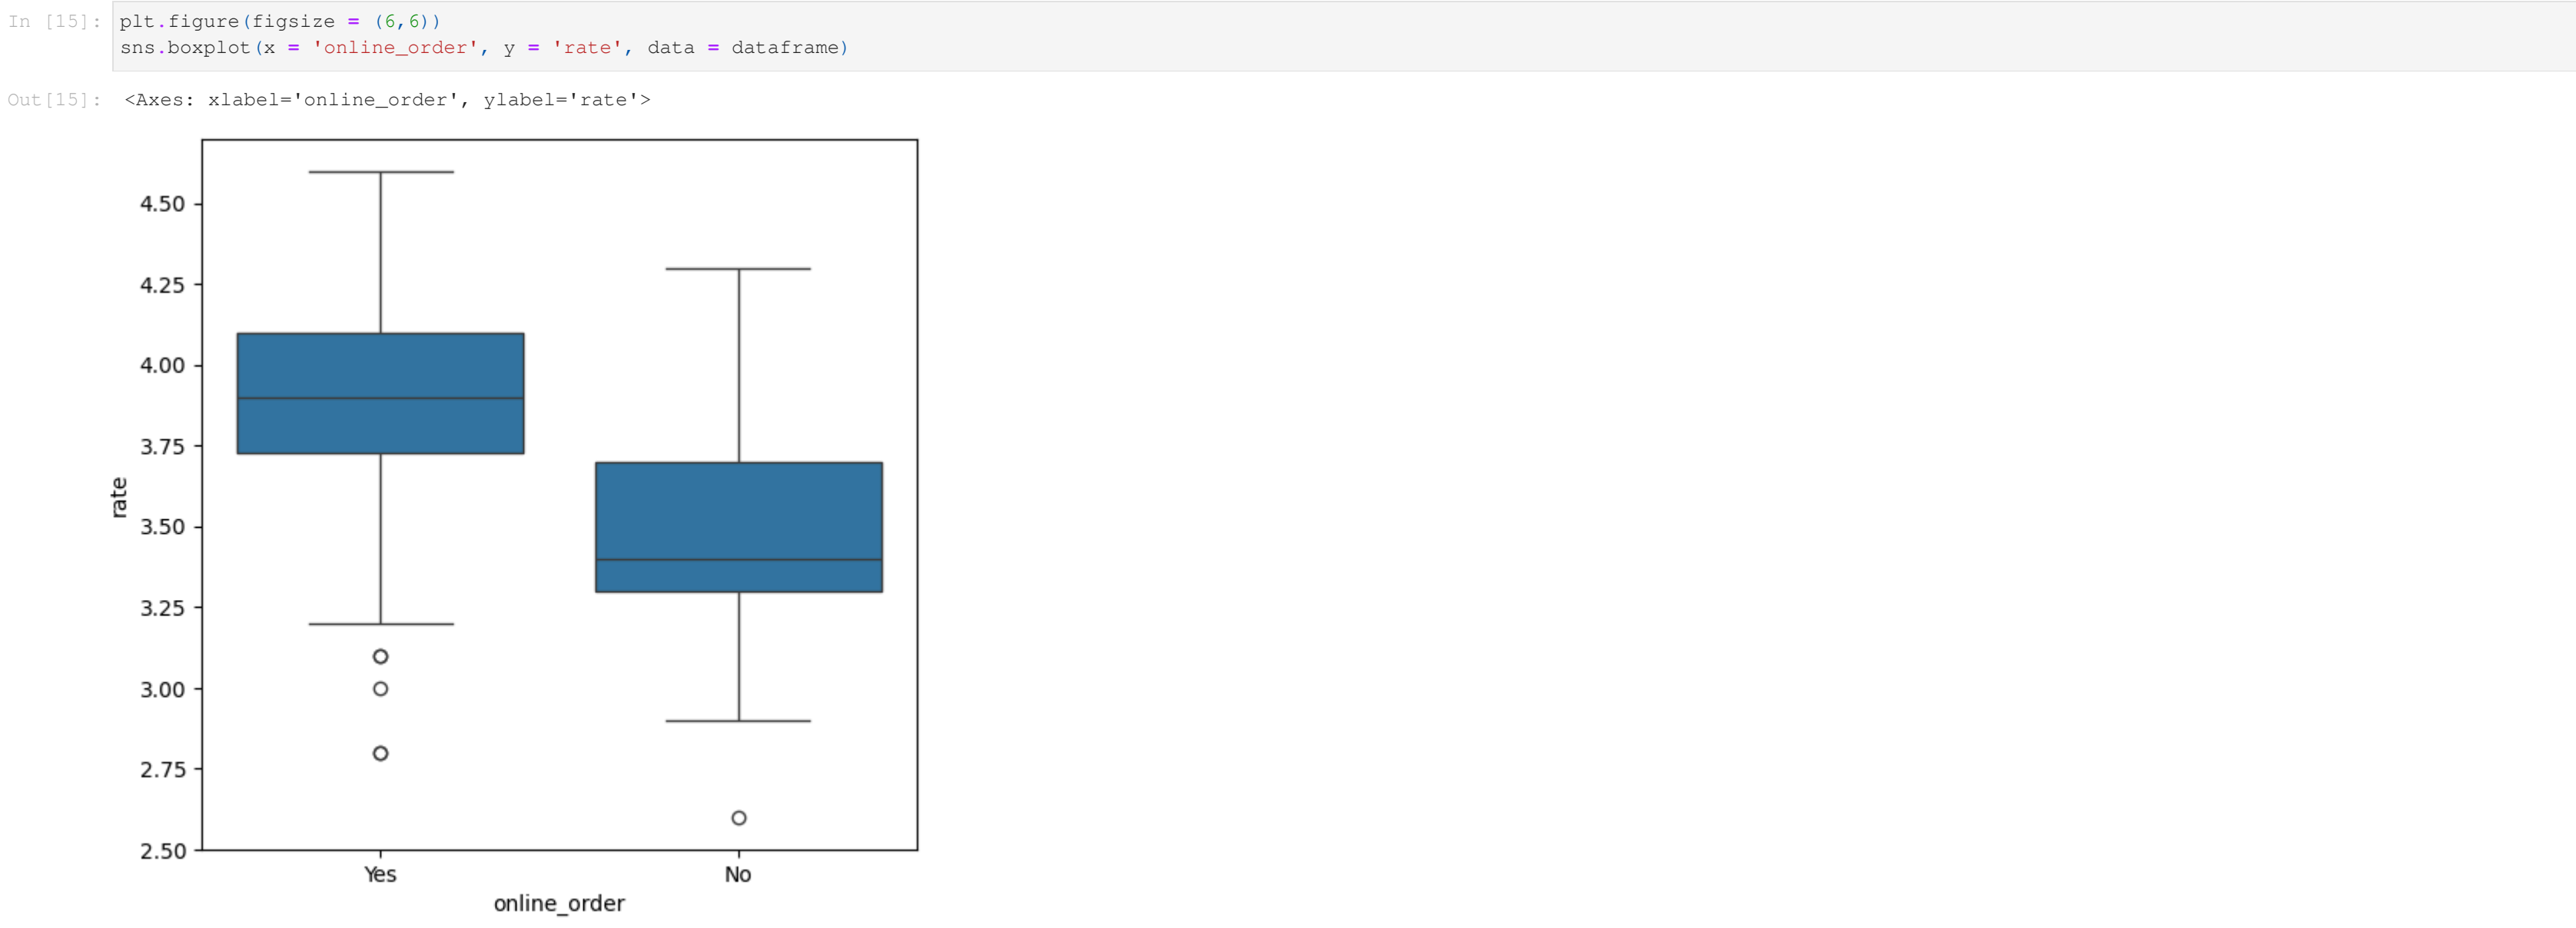 In [15]: plt.figure(figsize = (6,6))
sns.boxplot(x = 'online_order', y = 'rate', data = dataframe)
Out[15]: <Axes: xlabel='online_order', ylabel='rate'>
4.50
4.25
4.00
3.75
3.50
3.25
3.00
2.75
2.50
rate
Yes No
online_order